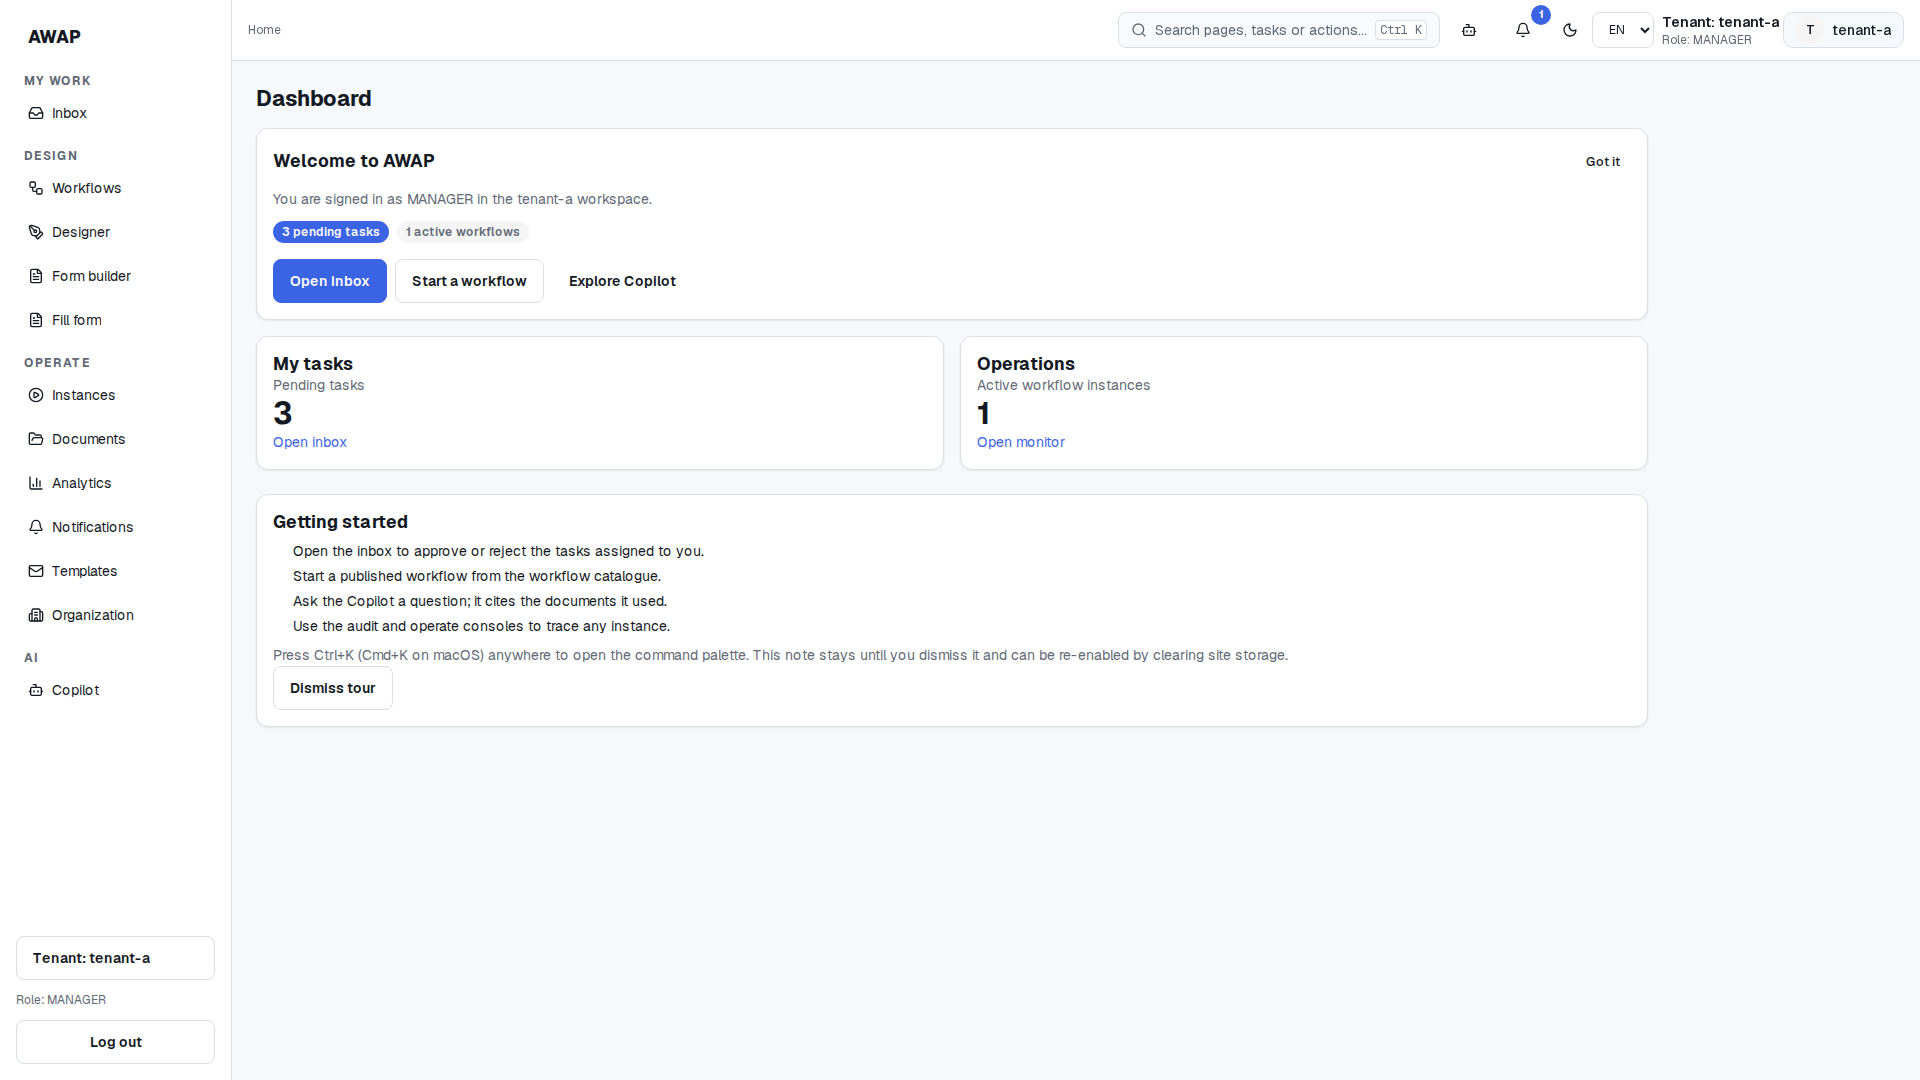 AWAP
MY WORK
Inbox
DESIGN
Workflows
Designer
Form builder
Fill form
OPERATE
Instances
Documents
Analytics
Notifications
Templates
Organization
AI
Copilot
Tenant: tenant-a
Role: MANAGER
Log out
Home
Search pages, tasks or actions... Ctrl K
1
EN
Tenant: tenant-a
Role: MANAGER
T tenant-a
Dashboard
Welcome to AWAP
Got it
You are signed in as MANAGER in the tenant-a workspace.
3 pending tasks 1 active workflows
Open Inbox Start a workflow Explore Copilot
My tasks
Pending tasks
3
Open inbox
Operations
Active workflow instances
1
Open monitor
Getting started
Open the inbox to approve or reject the tasks assigned to you.
Start a published workflow from the workflow catalogue.
Ask the Copilot a question; it cites the documents it used.
Use the audit and operate consoles to trace any instance.
Press Ctrl+K (Cmd+K on macOS) anywhere to open the command palette. This note stays until you dismiss it and can be re-enabled by clearing site storage.
Dismiss tour